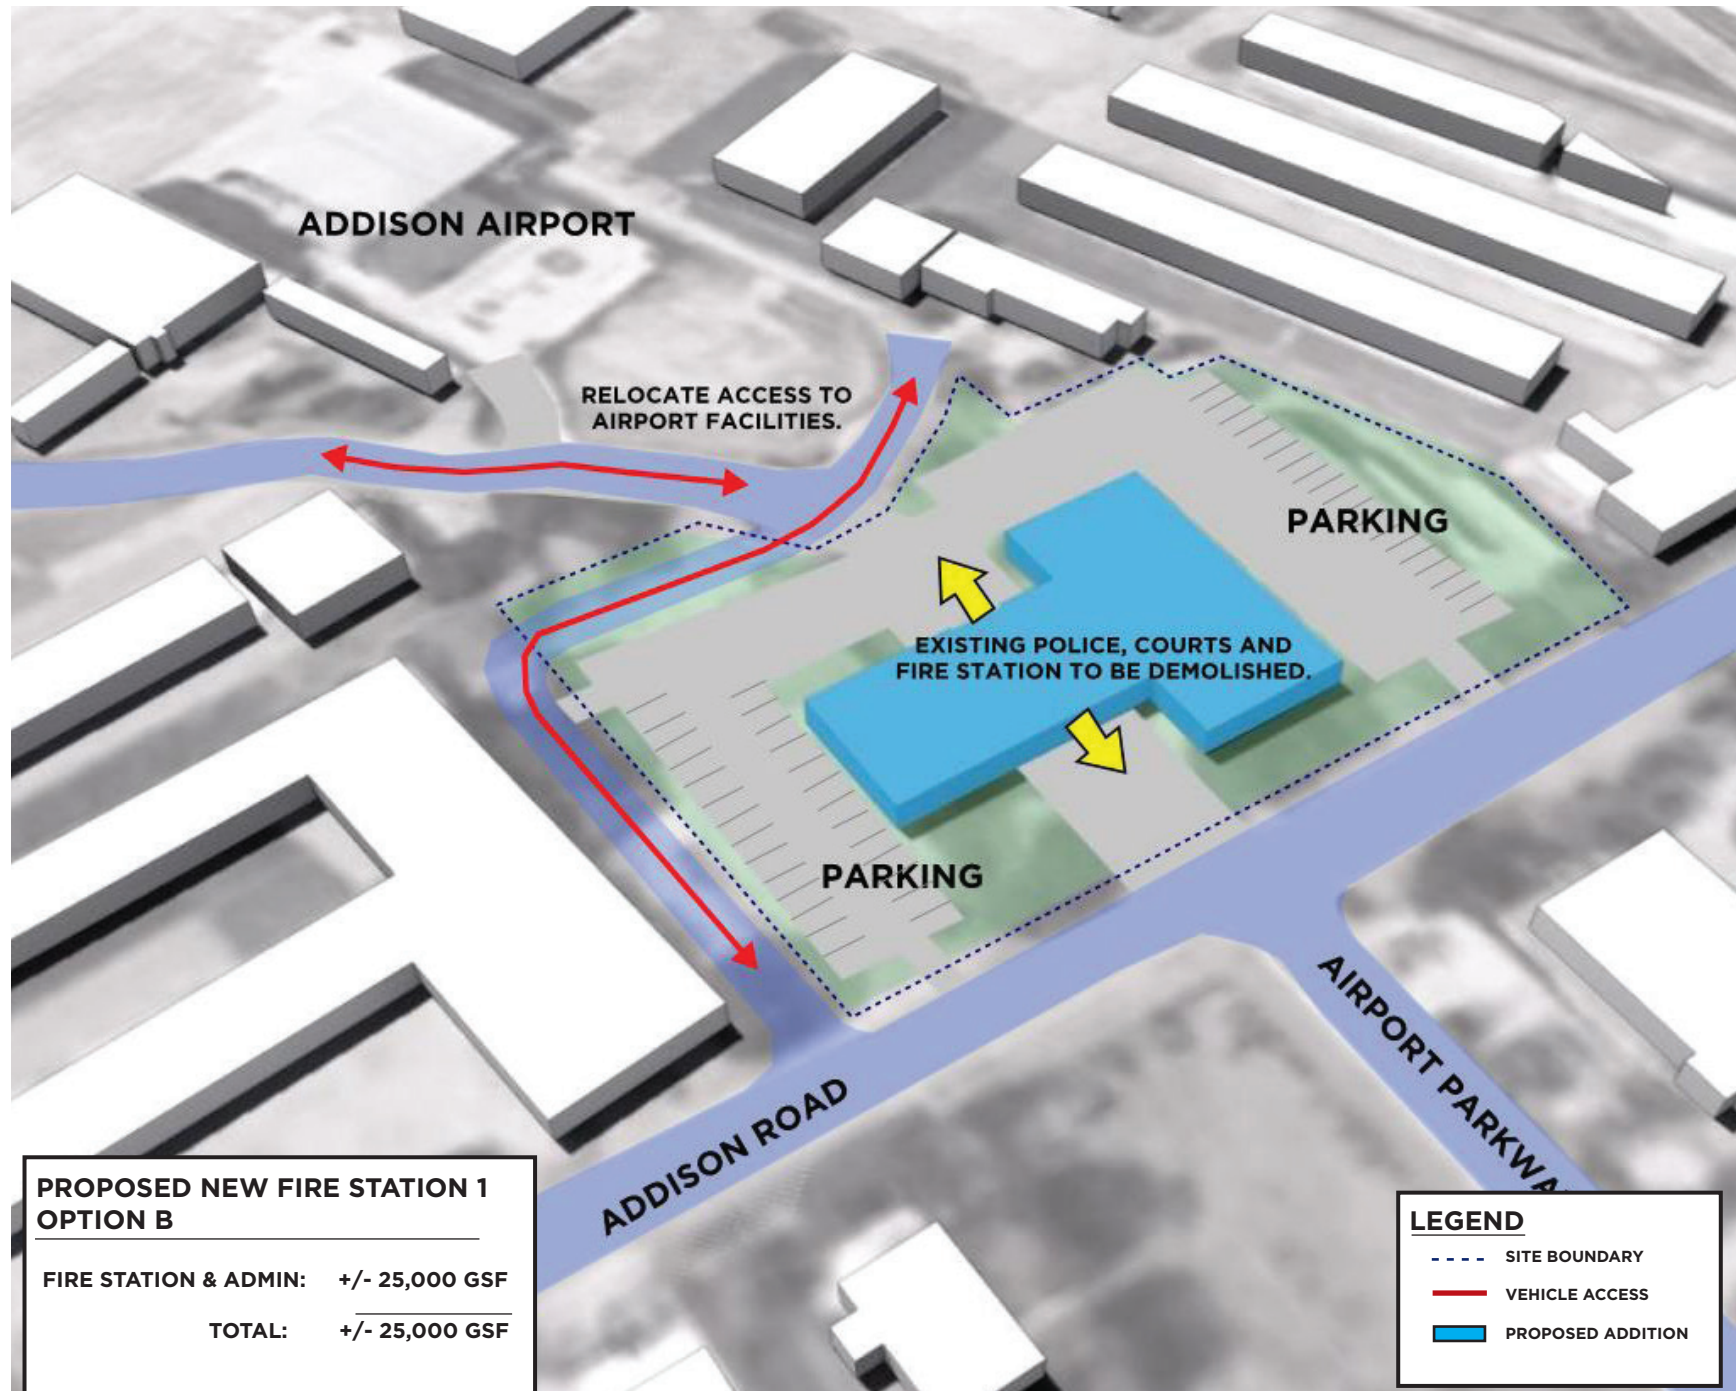 ADDISON AIRPORT
RELOCATE ACCESS TO
AIRPORT FACILITIES.
PARKING
EXISTING POLICE, COURTS AND
FIRE STATION TO BE DEMOLISHED.
PARKING
AIRPORT PARKWA
ADDISON ROAD
PROPOSED NEW FIRE STATION 1
OPTION B
FIRE STATION & ADMIN: +/- 25,000 GSF
TOTAL: +/- 25,000 GSF
LEGEND
SITE BOUNDARY
VEHICLE ACCESS
PROPOSED ADDITION